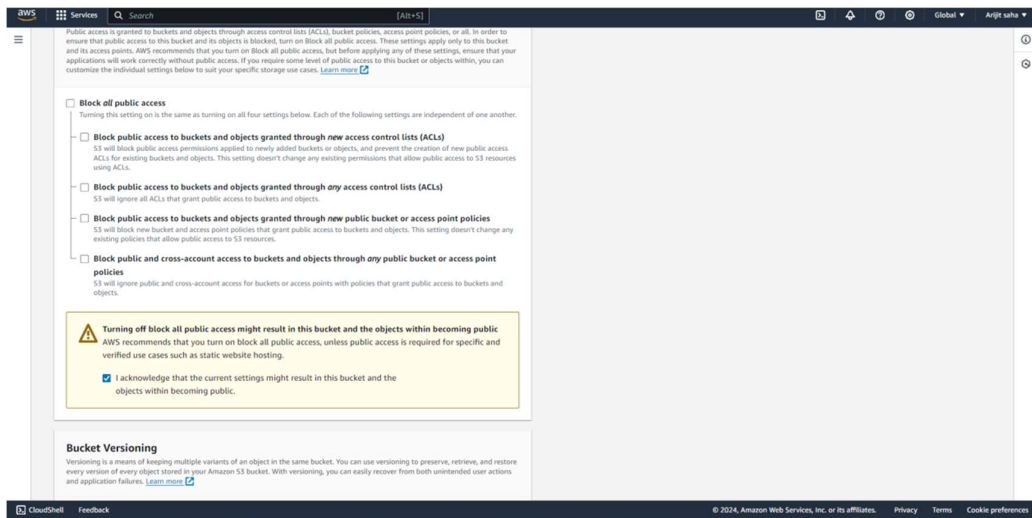 aws Services Search [Alt+S] Global Arijit saha
Public access is granted to buckets and objects through access control lists (ACLs), bucket policies, access point policies, or all. In order to
ensure that public access to this bucket and its objects is blocked, turn on Block all public access. These settings apply only to this bucket
and its access points. AWS recommends that you turn on Block all public access, but before applying any of these settings, ensure that your
applications will work correctly without public access. If you require some level of public access to this bucket or objects within, you can
customize the individual settings below to suit your specific storage use cases. Learn more
Block all public access
Turning this setting on is the same as turning on all four settings below. Each of the following settings are independent of one another.
Block public access to buckets and objects granted through new access control lists (ACLs)
S3 will block public access permissions applied to newly added buckets or objects, and prevent the creation of new public access
ACLs for existing buckets and objects. This setting doesn't change any existing permissions that allow public access to S3 resources
using ACLs.
Block public access to buckets and objects granted through any access control lists (ACLs)
S3 will ignore all ACLs that grant public access to buckets and objects.
Block public access to buckets and objects granted through new public bucket or access point policies
S3 will block new bucket and access point policies that grant public access to buckets and objects. This setting doesn't change any
existing policies that allow public access to S3 resources.
Block public and cross-account access to buckets and objects through any public bucket or access point
policies
S3 will ignore public and cross-account access for buckets or access points with policies that grant public access to buckets and
objects.
Turning off block all public access might result in this bucket and the objects within becoming public
AWS recommends that you turn on block all public access, unless public access is required for specific and
verified use cases such as static website hosting.
I acknowledge that the current settings might result in this bucket and the
objects within becoming public.
Bucket Versioning
Versioning is a means of keeping multiple variants of an object in the same bucket. You can use versioning to preserve, retrieve, and restore
every version of every object stored in your Amazon S3 bucket. With versioning, you can easily recover from both unintended user actions
and application failures. Learn more
CloudShell Feedback © 2024, Amazon Web Services, Inc. or its affiliates. Privacy Terms Cookie preferences